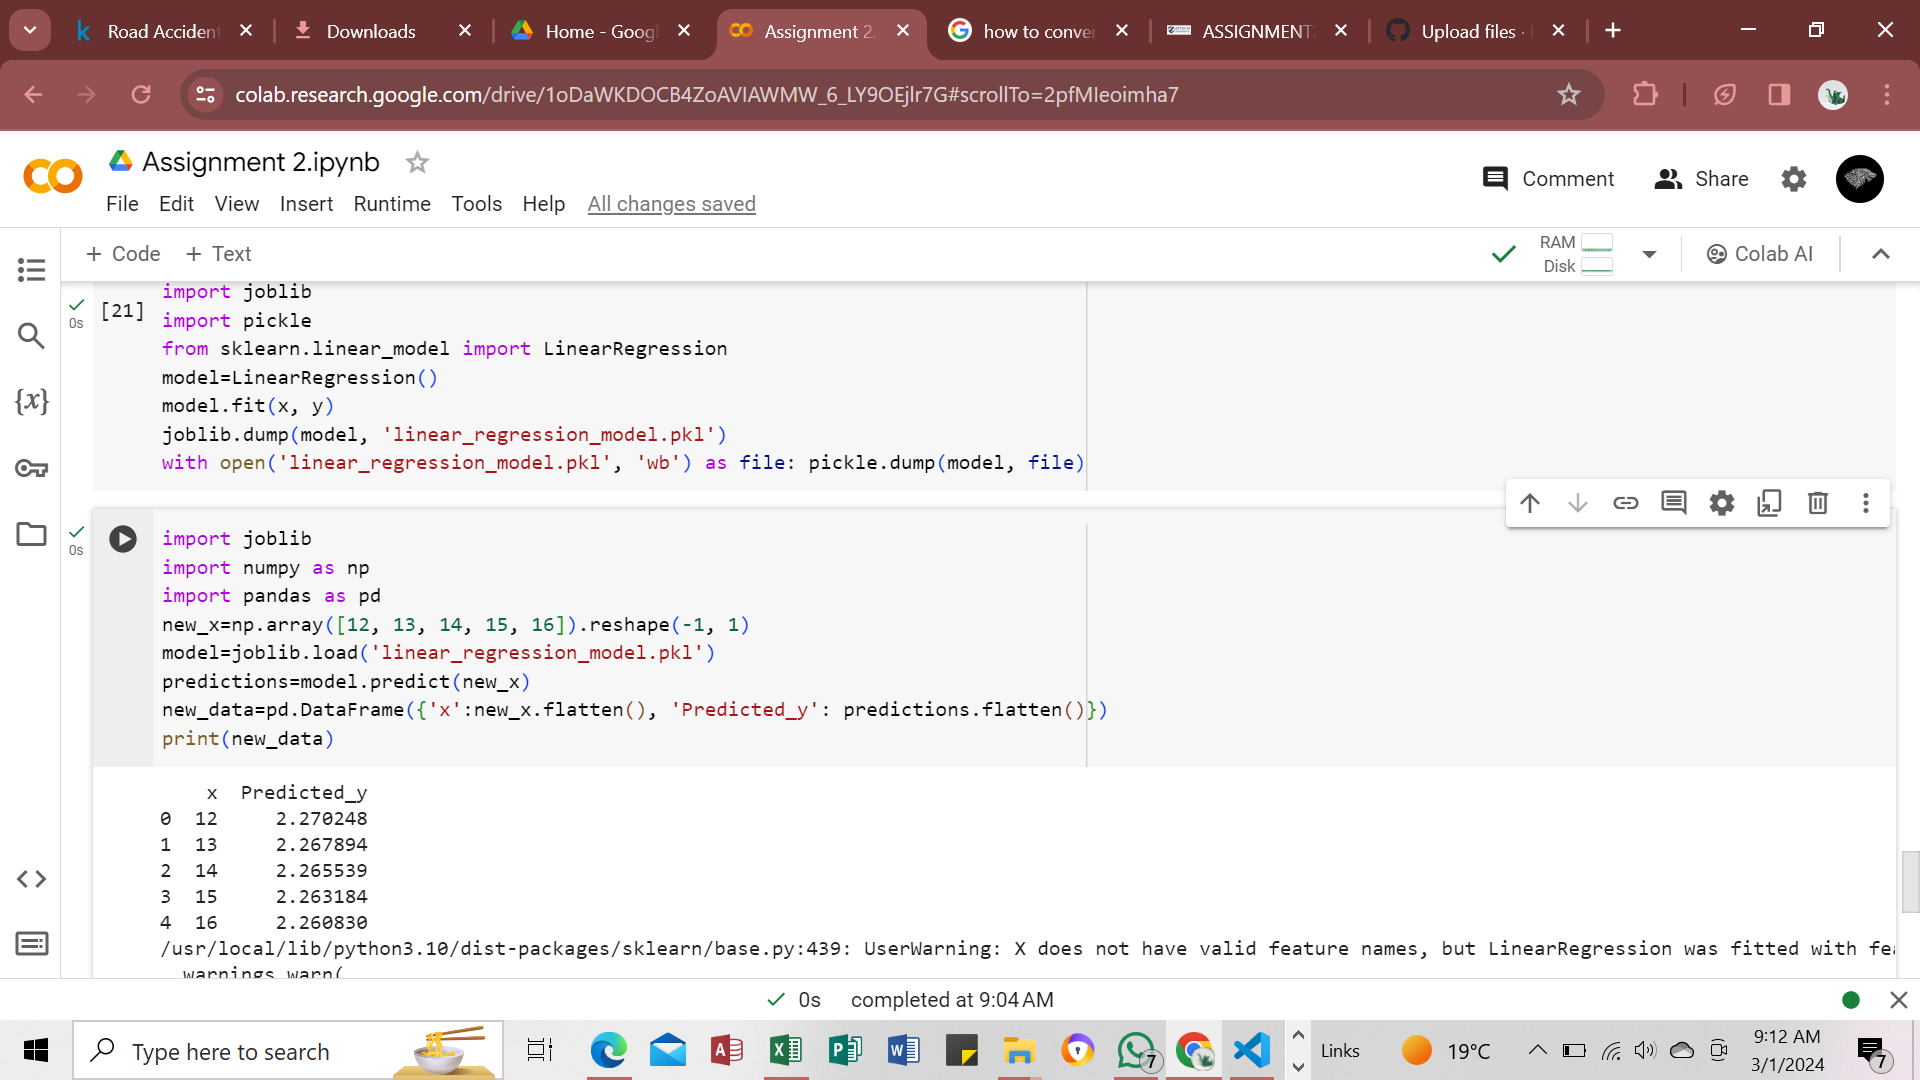 Road Acciden
Downloads
Home - Googl
Assignment 2.
how to conver
ASSIGNMENT
Upload files ·
colab.research.google.com/drive/1oDaWKDOCB4ZoAVIAWMW_6_LY9OEjlr7G#scrollTo=2pfMIeoimha7
Assignment 2.ipynb
Comment
Share
File Edit View Insert Runtime Tools Help All changes saved
+ Code + Text
RAM
Disk
Colab AI
[21]
0s
import joblib
import pickle
from sklearn.linear_model import LinearRegression
model=LinearRegression()
model.fit(x, y)
joblib.dump(model, 'linear_regression_model.pkl')
with open('linear_regression_model.pkl', 'wb') as file: pickle.dump(model, file)
0s
import joblib
import numpy as np
import pandas as pd
new_x=np.array([12, 13, 14, 15, 16]).reshape(-1, 1)
model=joblib.load('linear_regression_model.pkl')
predictions=model.predict(new_x)
new_data=pd.DataFrame({'x':new_x.flatten(), 'Predicted_y': predictions.flatten()})
print(new_data)
x Predicted_y
0 12 2.270248
1 13 2.267894
2 14 2.265539
3 15 2.263184
4 16 2.260830
/usr/local/lib/python3.10/dist-packages/sklearn/base.py:439: UserWarning: X does not have valid feature names, but LinearRegression was fitted with fea
warnings.warn(
0s completed at 9:04 AM
Type here to search
7
Links
19°C
9:12 AM
3/1/2024
7